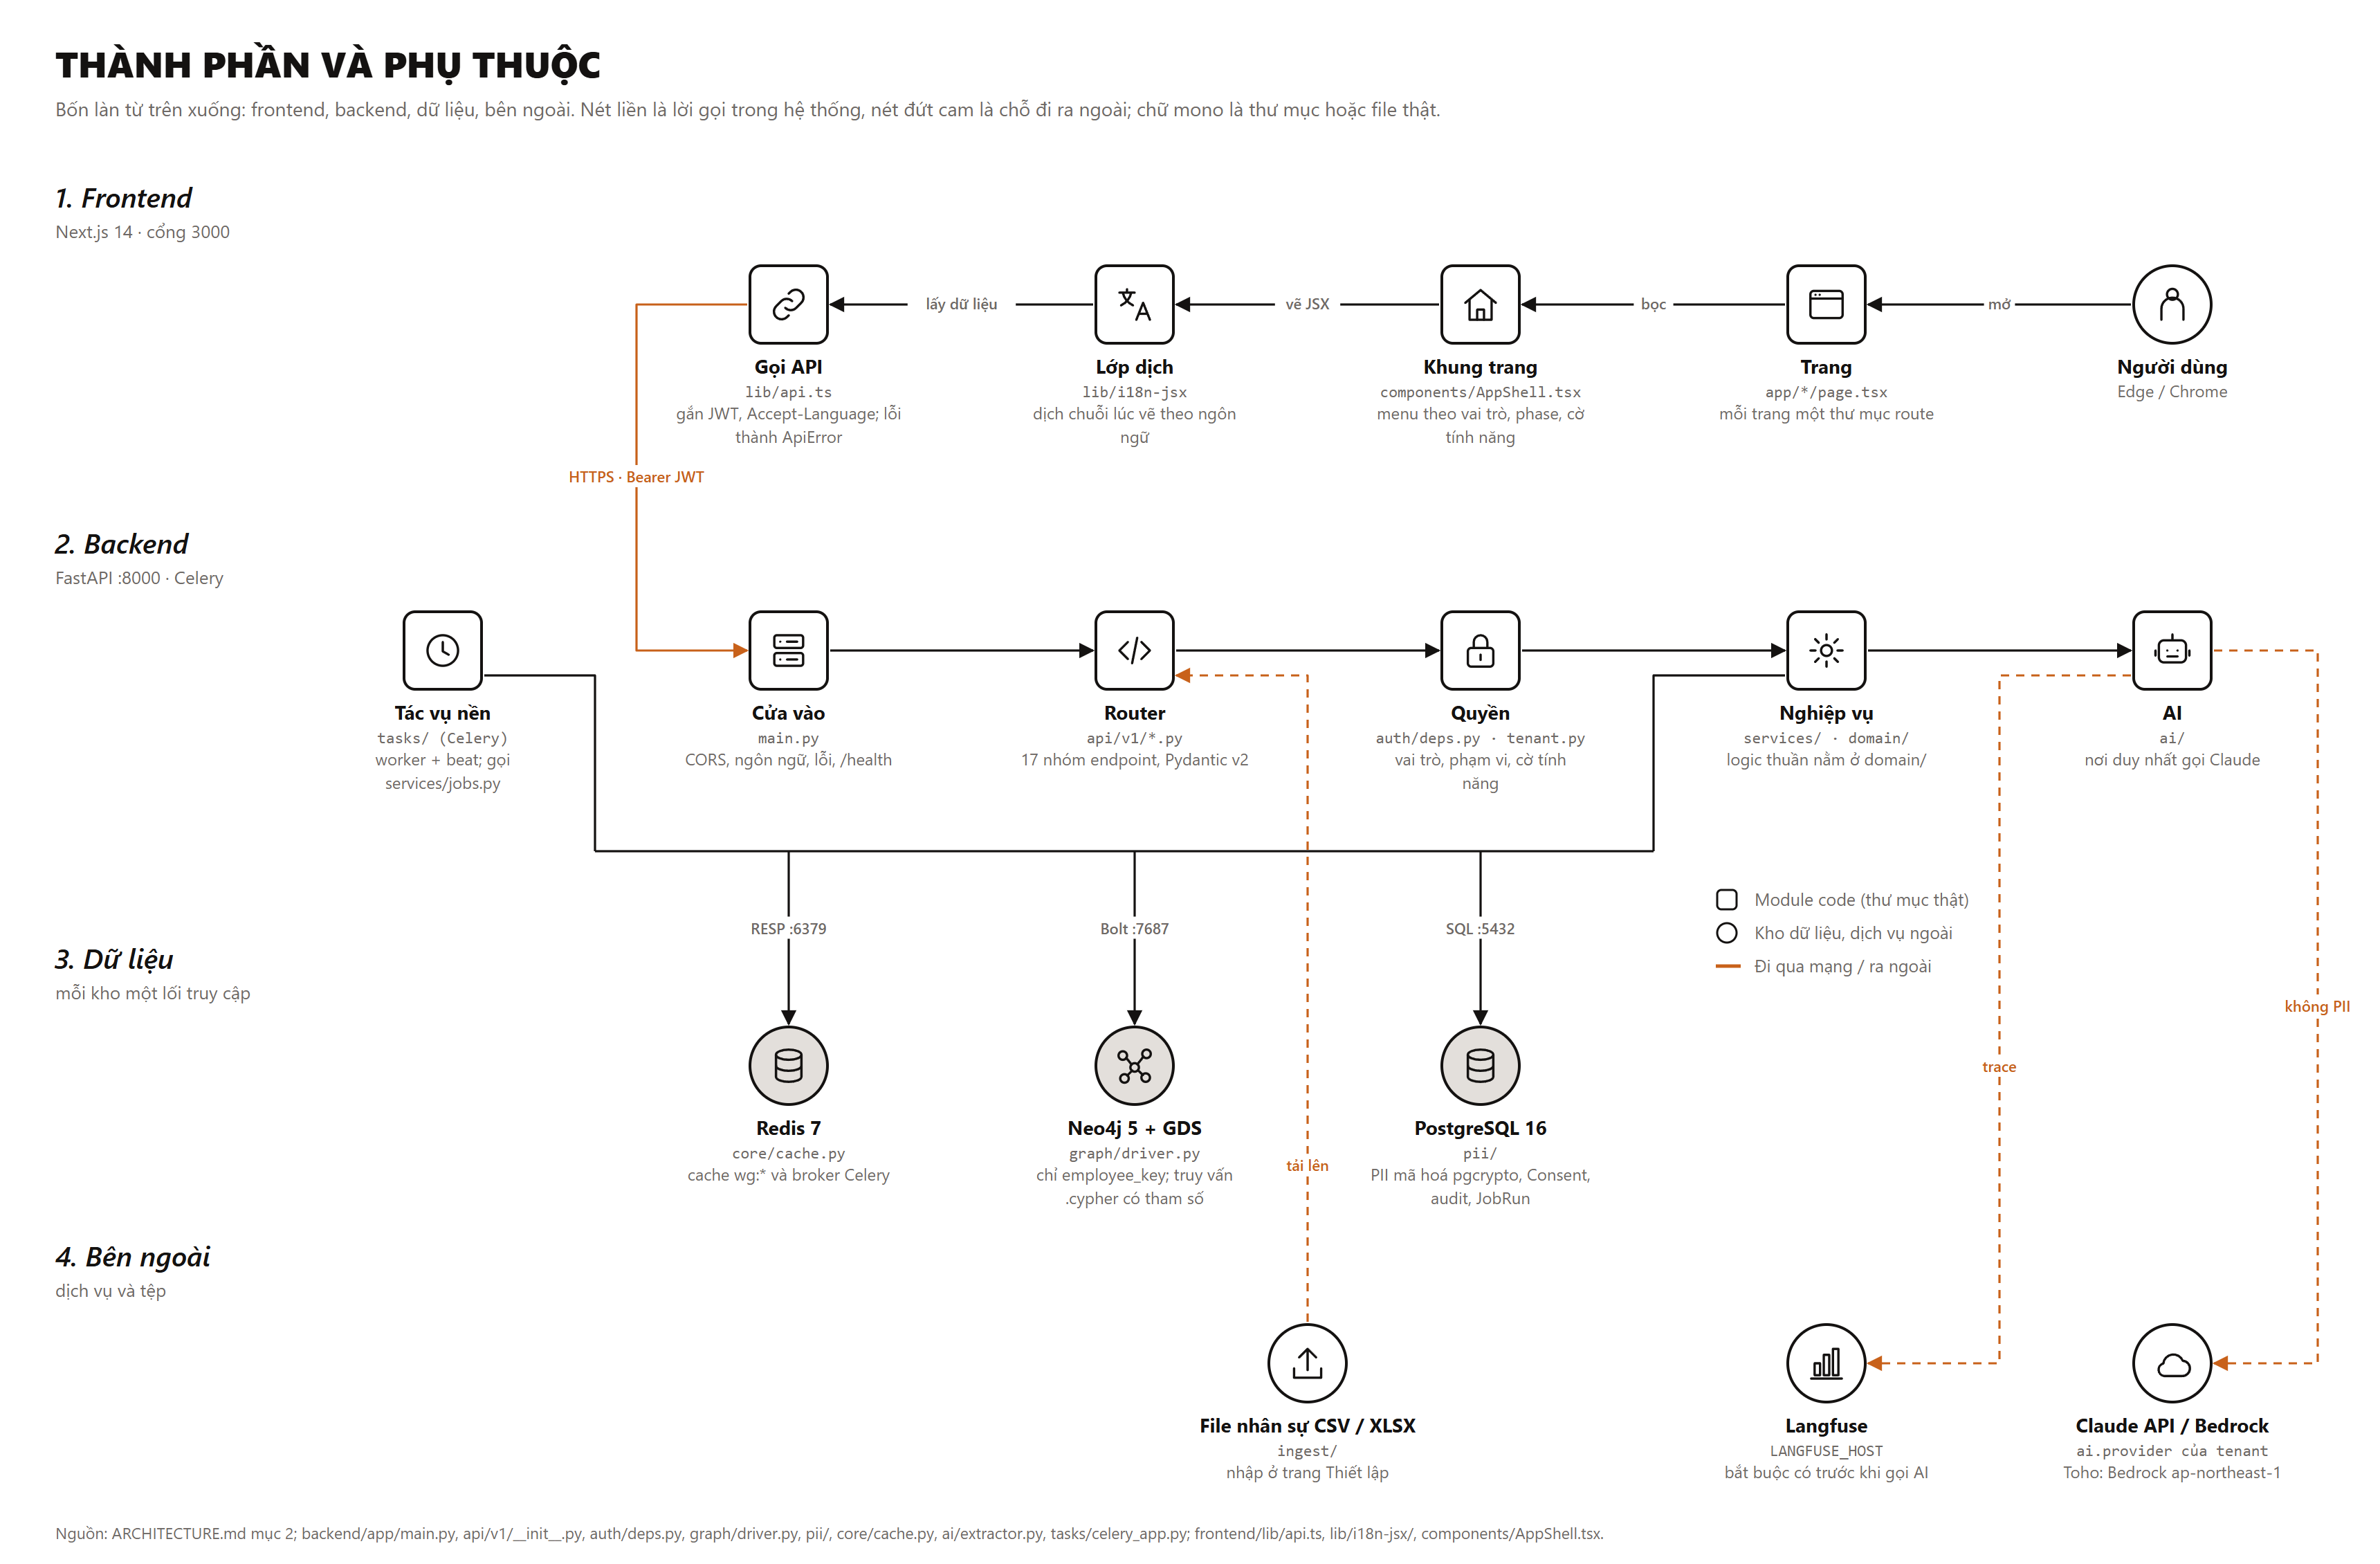 THÀNH PHẦN VÀ PHỤ THUỘC
Bốn làn từ trên xuống: frontend, backend, dữ liệu, bên ngoài. Nét liền là lời gọi trong hệ thống, nét đứt cam là chỗ đi ra ngoài; chữ mono là thư mục hoặc file thật.
1. Frontend
Next.js 14 · cổng 3000
lấy dữ liệu
vẽ JSX
bọc
mở
Gọi API
lib/api.ts
gắn JWT, Accept-Language; lỗi
thành ApiError
Lớp dịch
lib/i18n-jsx
dịch chuỗi lúc vẽ theo ngôn
ngữ
Khung trang
components/AppShell.tsx
menu theo vai trò, phase, cờ
tính năng
Trang
app/*/page.tsx
mỗi trang một thư mục route
Người dùng
Edge / Chrome
HTTPS · Bearer JWT
2. Backend
FastAPI :8000 · Celery
Tác vụ nền
tasks/ (Celery)
worker + beat; gọi
services/jobs.py
Cửa vào
main.py
CORS, ngôn ngữ, lỗi, /health
Router
api/v1/*.py
17 nhóm endpoint, Pydantic v2
Quyền
auth/deps.py · tenant.py
vai trò, phạm vi, cờ tính
năng
Nghiệp vụ
services/ · domain/
logic thuần nằm ở domain/
AI
ai/
nơi duy nhất gọi Claude
RESP :6379
Bolt :7687
SQL :5432
Module code (thư mục thật)
Kho dữ liệu, dịch vụ ngoài
Đi qua mạng / ra ngoài
3. Dữ liệu
mỗi kho một lối truy cập
không PII
trace
tải lên
Redis 7
core/cache.py
cache wg:* và broker Celery
Neo4j 5 + GDS
graph/driver.py
chỉ employee_key; truy vấn
.cypher có tham số
PostgreSQL 16
pii/
PII mã hoá pgcrypto, Consent,
audit, JobRun
4. Bên ngoài
dịch vụ và tệp
File nhân sự CSV / XLSX
ingest/
nhập ở trang Thiết lập
Langfuse
LANGFUSE_HOST
bắt buộc có trước khi gọi AI
Claude API / Bedrock
ai.provider của tenant
Toho: Bedrock ap-northeast-1
Nguồn: ARCHITECTURE.md mục 2; backend/app/main.py, api/v1/__init__.py, auth/deps.py, graph/driver.py, pii/, core/cache.py, ai/extractor.py, tasks/celery_app.py; frontend/lib/api.ts, lib/i18n-jsx/, components/AppShell.tsx.